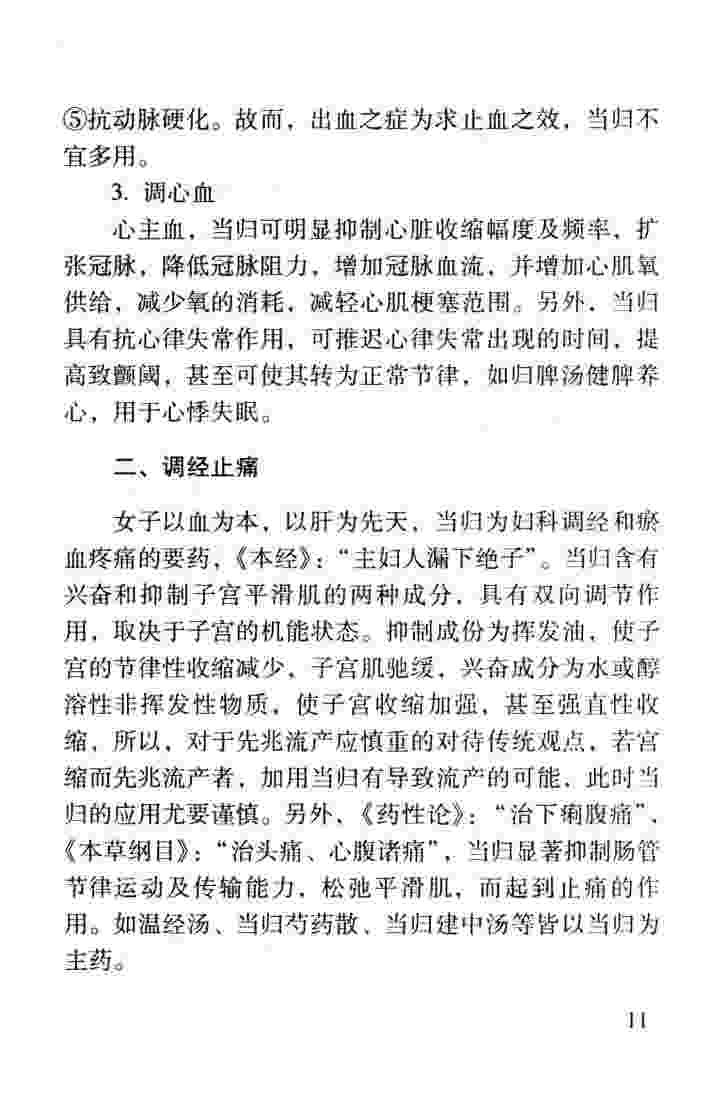 ⑤抗动脉硬化。故而，出血之症为求止血之效，当归不
宜多用。
3. 调心血
心主血，当归可明显抑制心脏收缩幅度及频率，扩
张冠脉，降低冠脉阻力，增加冠脉血流，并增加心肌氧
供给，减少氧的消耗，减轻心肌梗塞范围。另外，当归
具有抗心律失常作用，可推迟心律失常出现的时间，提
高致颤阈，甚至可使其转为正常节律，如归脾汤健脾养
心，用于心悸失眠。
二、调经止痛
女子以血为本，以肝为先天，当归为妇科调经和瘀
血疼痛的要药，《本经》：“主妇人漏下绝子”。当归含有
兴奋和抑制子宫平滑肌的两种成分，具有双向调节作
用，取决于子宫的机能状态。抑制成份为挥发油，使子
宫的节律性收缩减少，子宫肌驰缓，兴奋成分为水或醇
溶性非挥发性物质，使子宫收缩加强，甚至强直性收
缩，所以，对于先兆流产应慎重的对待传统观点，若宫
缩而先兆流产者，加用当归有导致流产的可能，此时当
归的应用尤要谨慎。另外，《药性论》：“治下痢腹痛”，
《本草纲目》：“治头痛、心腹诸痛”，当归显著抑制肠管
节律运动及传输能力，松弛平滑肌，而起到止痛的作
用。如温经汤、当归芍药散、当归建中汤等皆以当归为
主药。
11